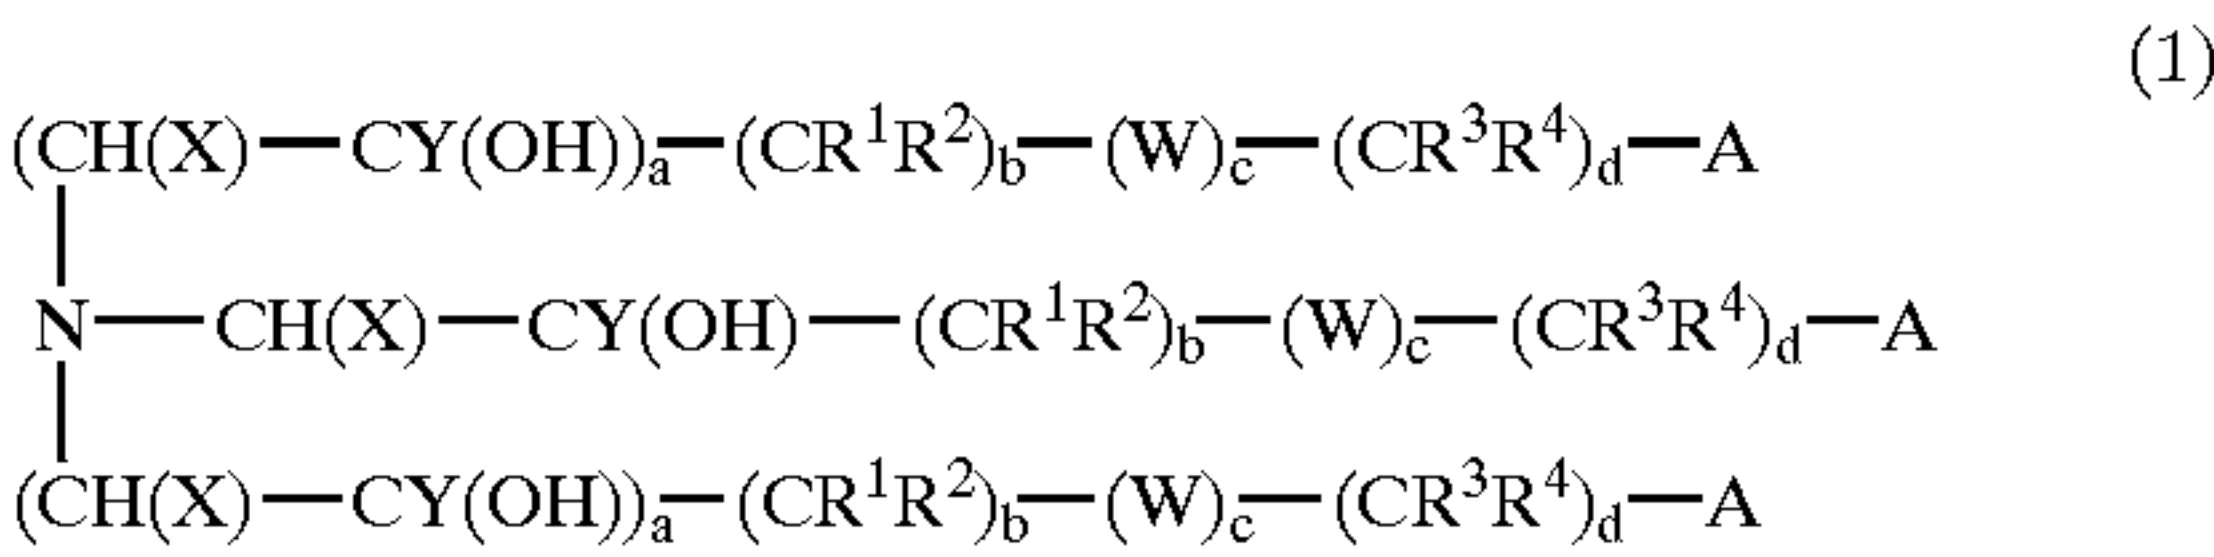 (1)
(CH(X)—CY(OH))a—(CR¹R²)b—(W)c—(CR³R⁴)d—A
N—CH(X)—CY(OH)—(CR¹R²)b—(W)c—(CR³R⁴)d—A
(CH(X)—CY(OH))a—(CR¹R²)b—(W)c—(CR³R⁴)d—A